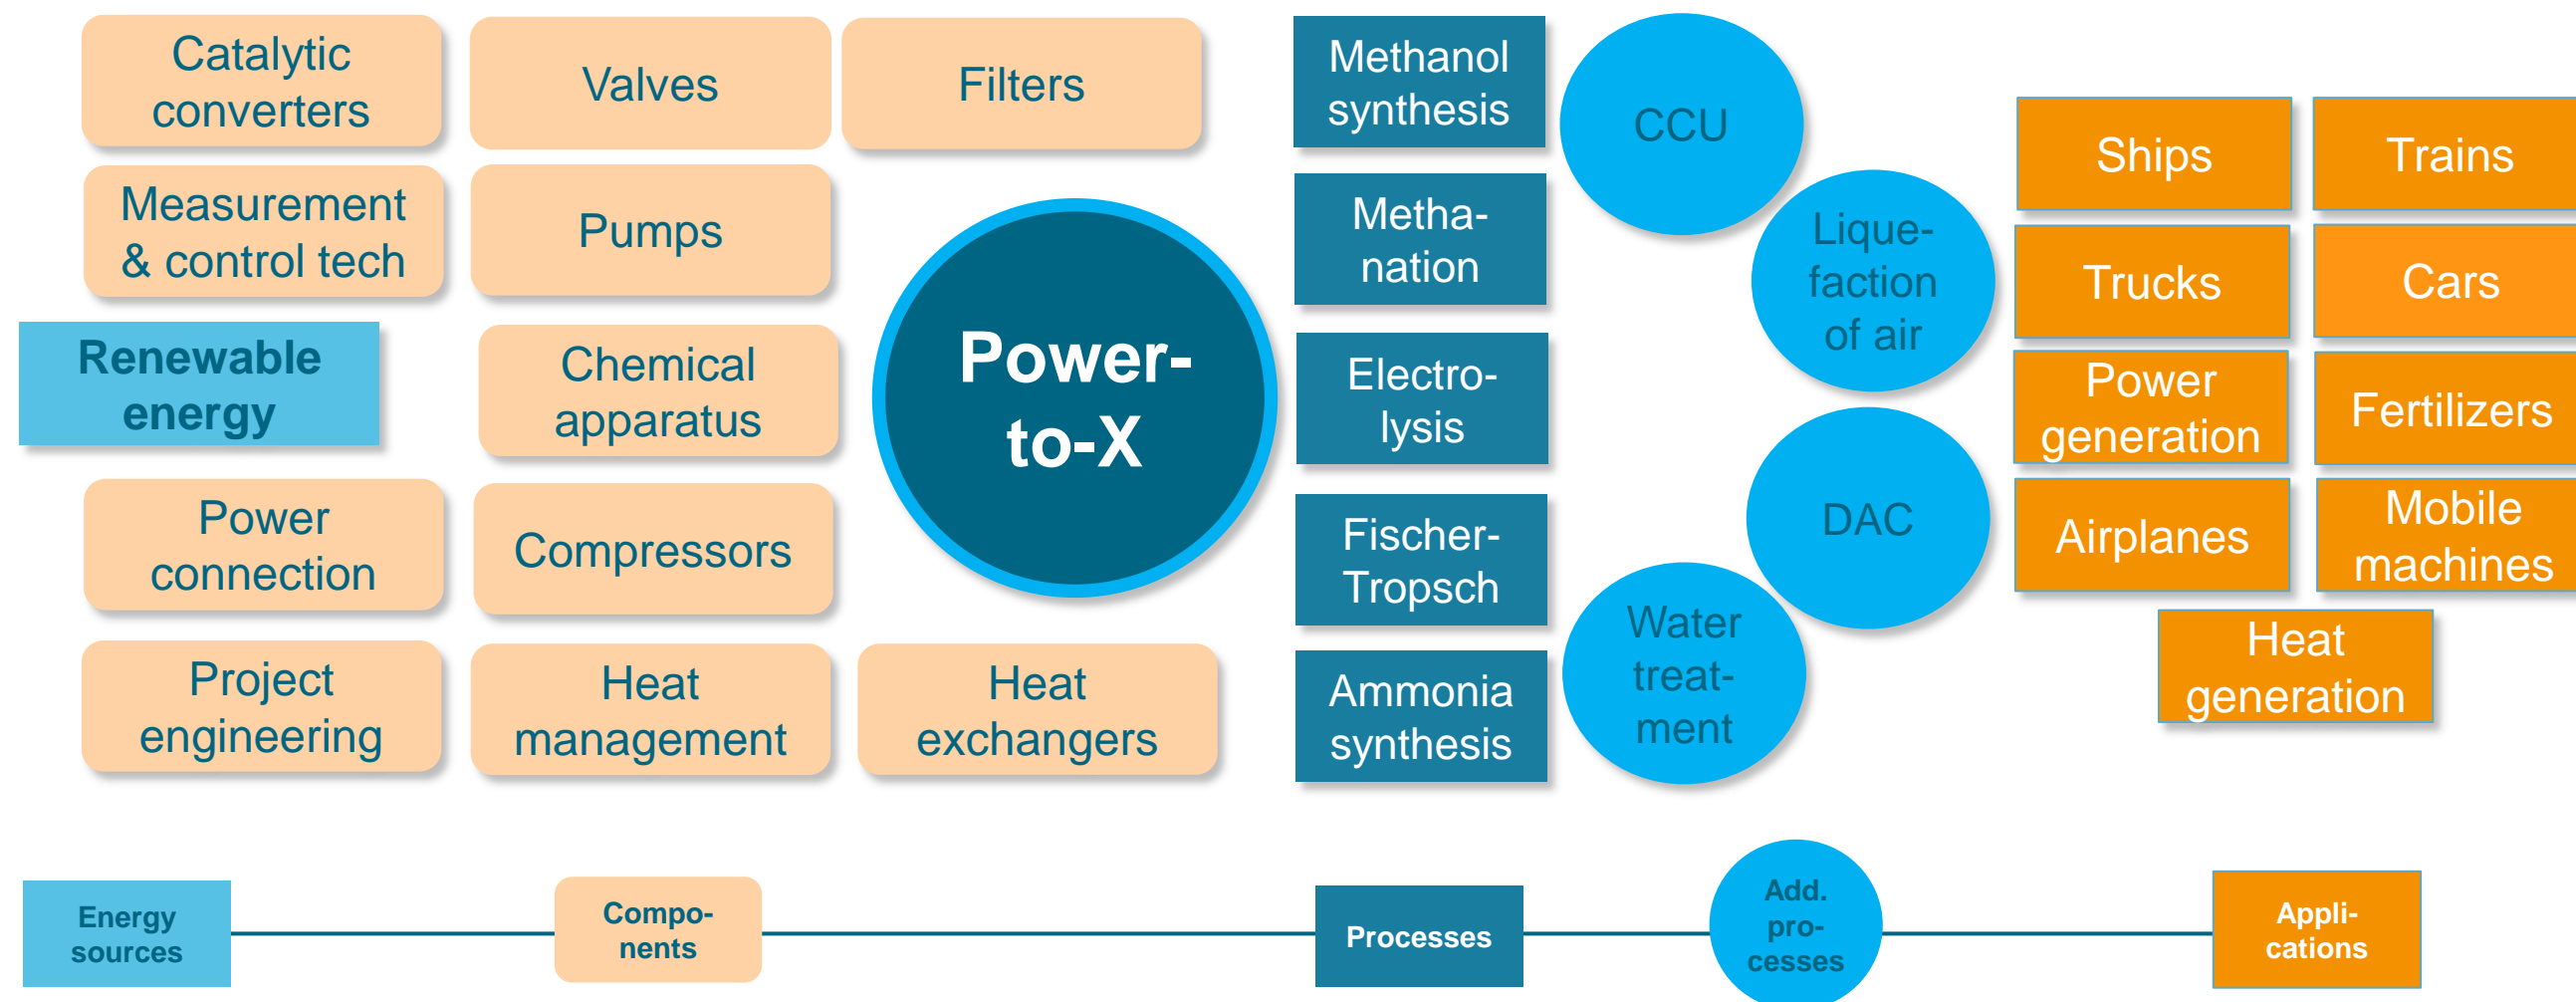 Catalytic
converters
Valves
Filters
Measurement
& control tech
Pumps
Renewable
energy
Chemical
apparatus
Power
connection
Compressors
Project
engineering
Heat
management
Heat
exchangers
Power-
to-X
Methanol
synthesis
Metha-
nation
Electro-
lysis
Fischer-
Tropsch
Ammonia
synthesis
CCU
Lique-
faction
of air
DAC
Water
treat-
ment
Ships
Trains
Trucks
Cars
Power
generation
Fertilizers
Airplanes
Mobile
machines
Heat
generation
Energy
sources
Compo-
nents
Processes
Add.
pro-
cesses
Appli-
cations